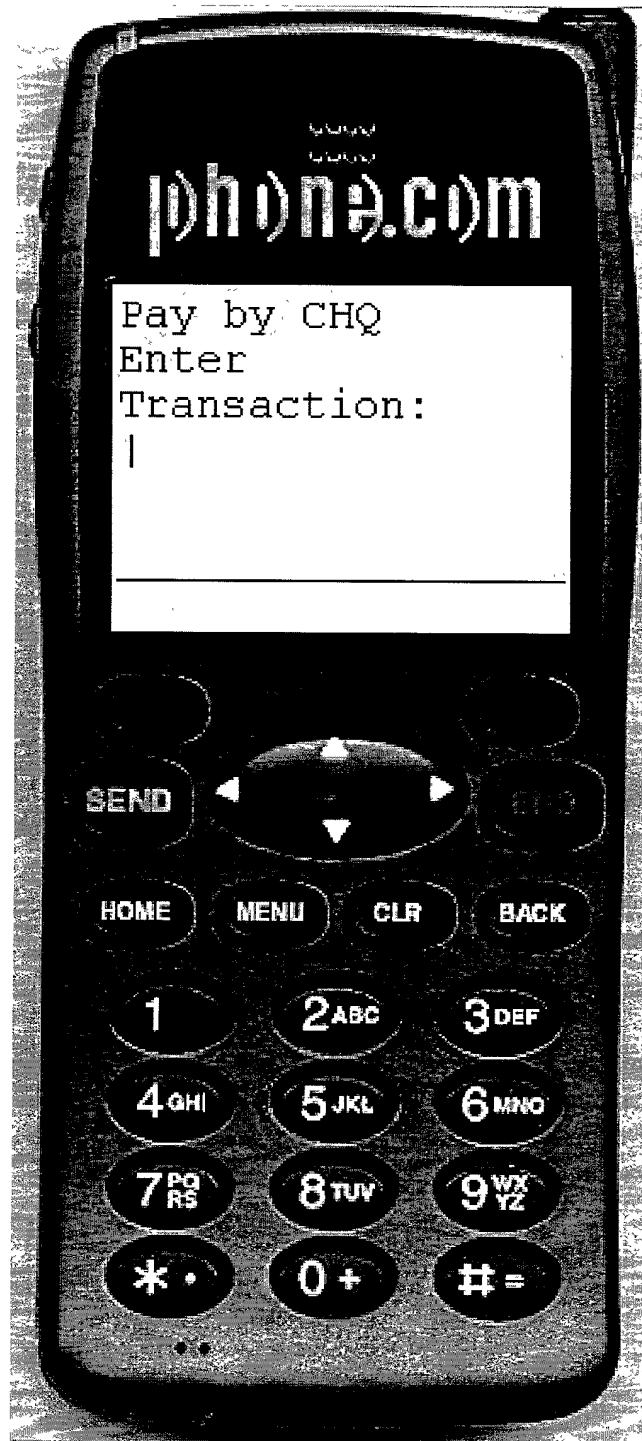 phone.com
Pay by CHQ
Enter
Transaction:
SEND END
HOME MENU CLR BACK
1 2ABC 3DEF
4GHI 5JKL 6MNO
7PQRS 8TUV 9WXYZ
*• 0+ #=